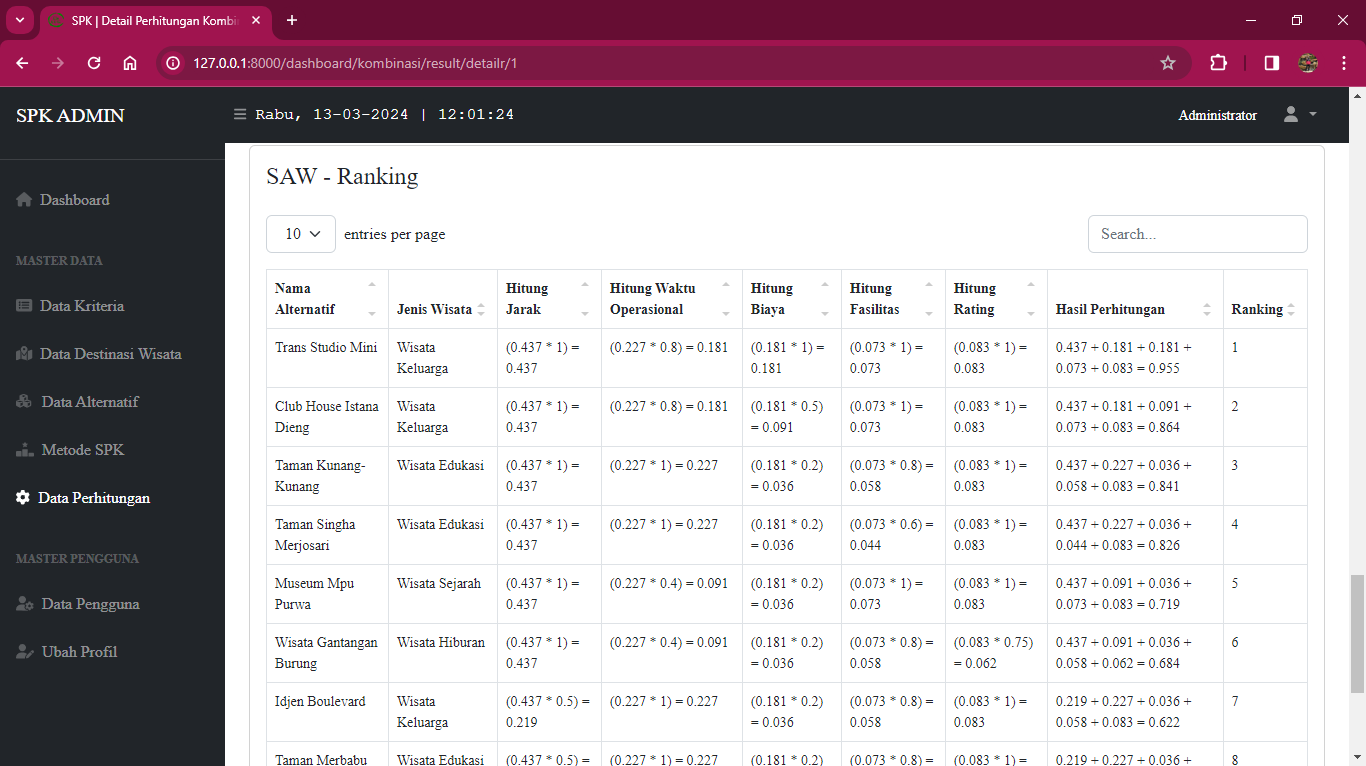 SPK | Detail Perhitungan Kombi
127.0.0.1:8000/dashboard/kombinasi/result/detailr/1
SPK ADMIN
Rabu, 13-03-2024 | 12:01:24
Administrator
Dashboard
MASTER DATA
Data Kriteria
Data Destinasi Wisata
Data Alternatif
Metode SPK
Data Perhitungan
MASTER PENGGUNA
Data Pengguna
Ubah Profil
SAW - Ranking
10 entries per page
Search...
Nama Alternatif Jenis Wisata Hitung Jarak Hitung Waktu Operasional Hitung Biaya Hitung Fasilitas Hitung Rating Hasil Perhitungan Ranking
Trans Studio Mini Wisata Keluarga (0.437 * 1) = 0.437 (0.227 * 0.8) = 0.181 (0.181 * 1) = 0.181 (0.073 * 1) = 0.073 (0.083 * 1) = 0.083 0.437 + 0.181 + 0.181 + 0.073 + 0.083 = 0.955 1
Club House Istana Dieng Wisata Keluarga (0.437 * 1) = 0.437 (0.227 * 0.8) = 0.181 (0.181 * 0.5) = 0.091 (0.073 * 1) = 0.073 (0.083 * 1) = 0.083 0.437 + 0.181 + 0.091 + 0.073 + 0.083 = 0.864 2
Taman Kunang-Kunang Wisata Edukasi (0.437 * 1) = 0.437 (0.227 * 1) = 0.227 (0.181 * 0.2) = 0.036 (0.073 * 0.8) = 0.058 (0.083 * 1) = 0.083 0.437 + 0.227 + 0.036 + 0.058 + 0.083 = 0.841 3
Taman Singha Merjosari Wisata Edukasi (0.437 * 1) = 0.437 (0.227 * 1) = 0.227 (0.181 * 0.2) = 0.036 (0.073 * 0.6) = 0.044 (0.083 * 1) = 0.083 0.437 + 0.227 + 0.036 + 0.044 + 0.083 = 0.826 4
Museum Mpu Purwa Wisata Sejarah (0.437 * 1) = 0.437 (0.227 * 0.4) = 0.091 (0.181 * 0.2) = 0.036 (0.073 * 1) = 0.073 (0.083 * 1) = 0.083 0.437 + 0.091 + 0.036 + 0.073 + 0.083 = 0.719 5
Wisata Gantangan Burung Wisata Hiburan (0.437 * 1) = 0.437 (0.227 * 0.4) = 0.091 (0.181 * 0.2) = 0.036 (0.073 * 0.8) = 0.058 (0.083 * 0.75) = 0.062 0.437 + 0.091 + 0.036 + 0.058 + 0.062 = 0.684 6
Idjen Boulevard Wisata Keluarga (0.437 * 0.5) = 0.219 (0.227 * 1) = 0.227 (0.181 * 0.2) = 0.036 (0.073 * 0.8) = 0.058 (0.083 * 1) = 0.083 0.219 + 0.227 + 0.036 + 0.058 + 0.083 = 0.622 7
Taman Merbabu Wisata Edukasi (0.437 * 0.5) = (0.227 * 1) = 0.227 (0.181 * 0.2) (0.073 * 0.8) = (0.083 * 1) = 0.219 + 0.227 + 0.036 + 8